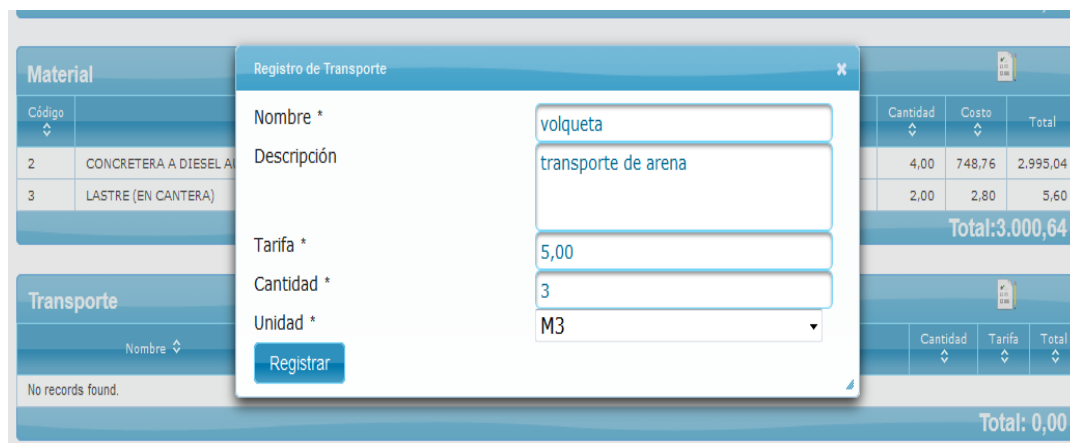 Material
Código
Cantidad
Costo
Total
2
CONCRETERA A DIESEL
4,00
748,76
2.995,04
3
LASTRE (EN CANTERA)
2,00
2,80
5,60
Total:3.000,64
Registro de Transporte
Nombre *
volqueta
Descripción
transporte de arena
Tarifa *
5,00
Cantidad *
3
Unidad *
M3
Registrar
Transporte
Nombre
Cantidad
Tarifa
Total
No records found.
Total: 0,00